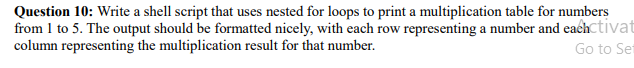 Question 10: Write a shell script that uses nested for loops to print a multiplication table for numbers
from 1 to 5. The output should be formatted nicely, with each row representing a number and each
column representing the multiplication result for that number.
Go to Set